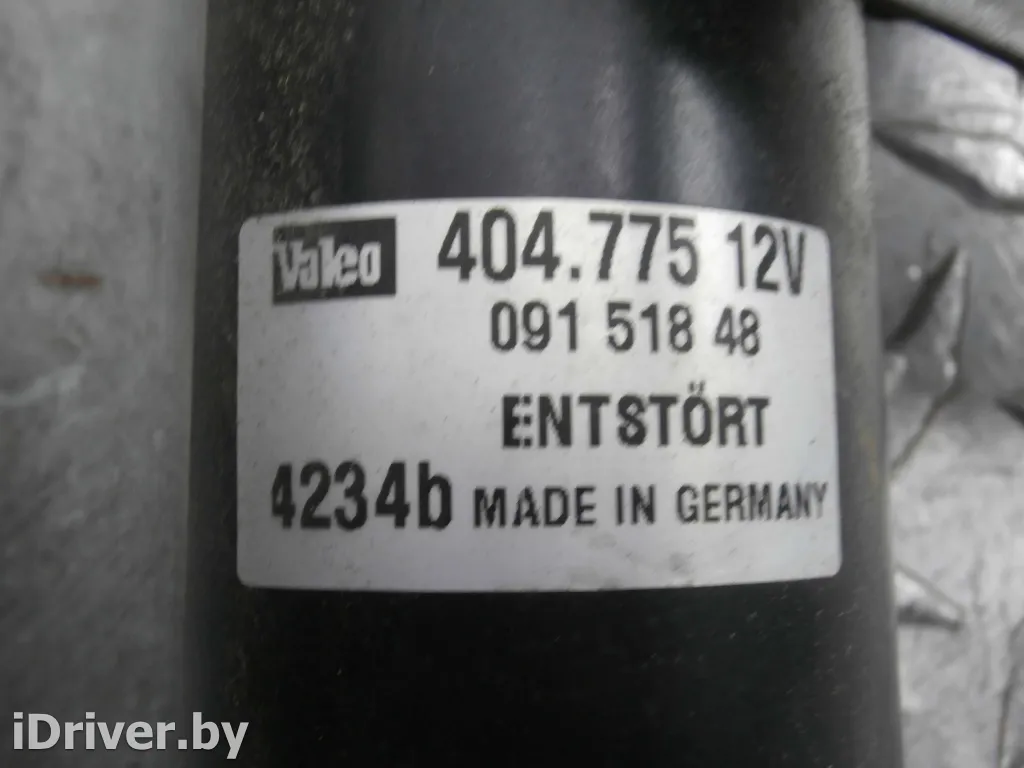 Valeo 404.775 12V
091 518 48
ENTSTÖRT
4234b MADE IN GERMANY
iDriver.by